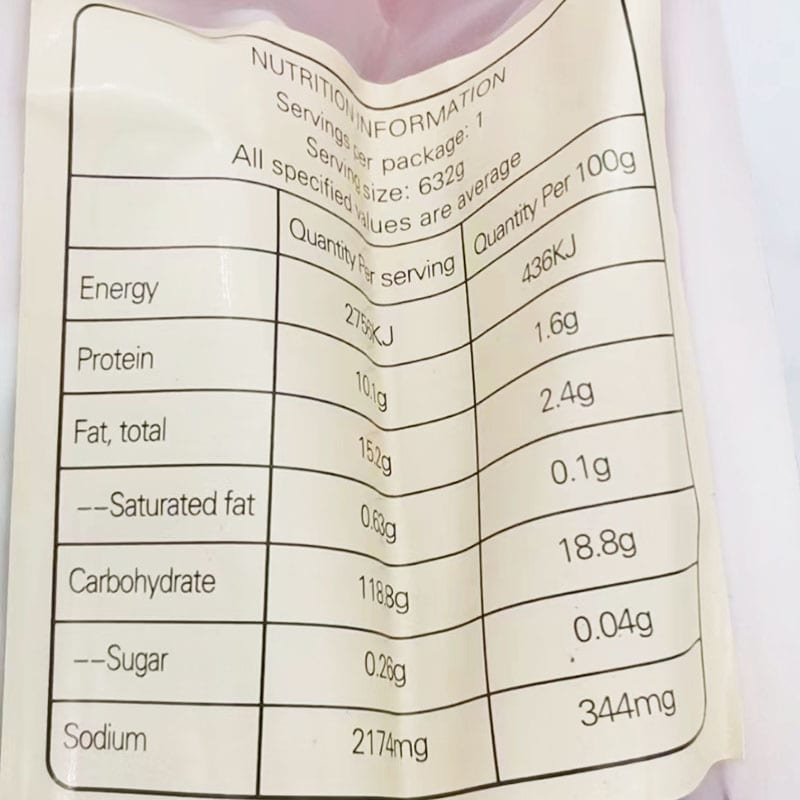 NUTRITION INFORMATION
Servings per package: 1
Serving size: 632g
All specified values are average
Quantity Per serving Quantity Per 100g
Energy 2756KJ 436KJ
Protein 10.1g 1.6g
Fat, total 15.2g 2.4g
--Saturated fat 0.63g 0.1g
Carbohydrate 118.8g 18.8g
--Sugar 0.26g 0.04g
Sodium 2174mg 344mg